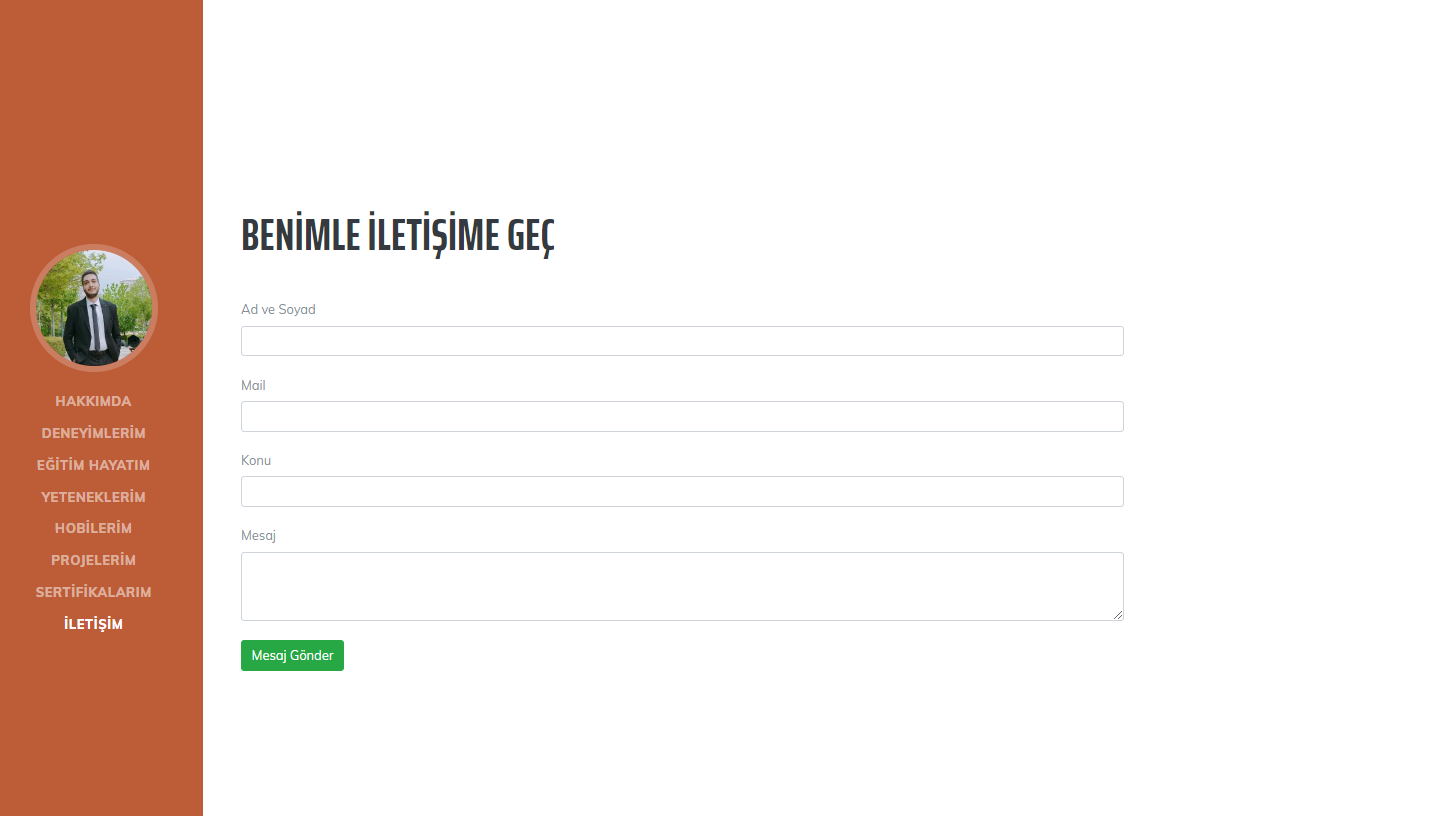 HAKKIMDA
DENEYİMLERİM
EĞİTİM HAYATIM
YETENEKLERİM
HOBİLERİM
PROJELERİM
SERTİFİKALARIM
İLETİŞİM
BENİMLE İLETİŞİME GEÇ
Ad ve Soyad
Mail
Konu
Mesaj
Mesaj Gönder